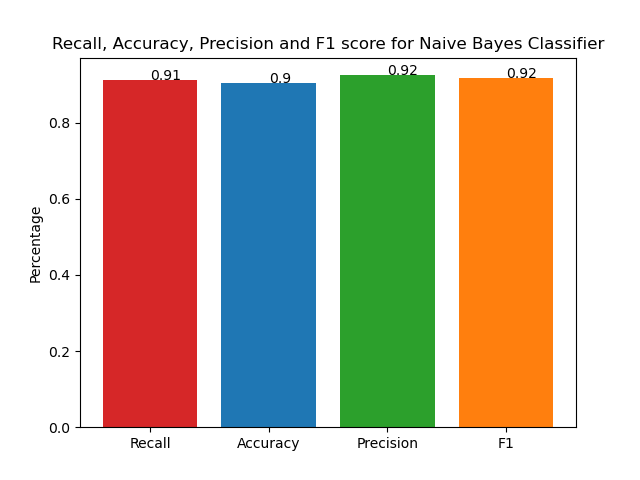 Recall, Accuracy, Precision and F1 score for Naive Bayes Classifier
0.91
0.9
0.92
0.92
Percentage
0.8
0.6
0.4
0.2
0.0
Recall
Accuracy
Precision
F1